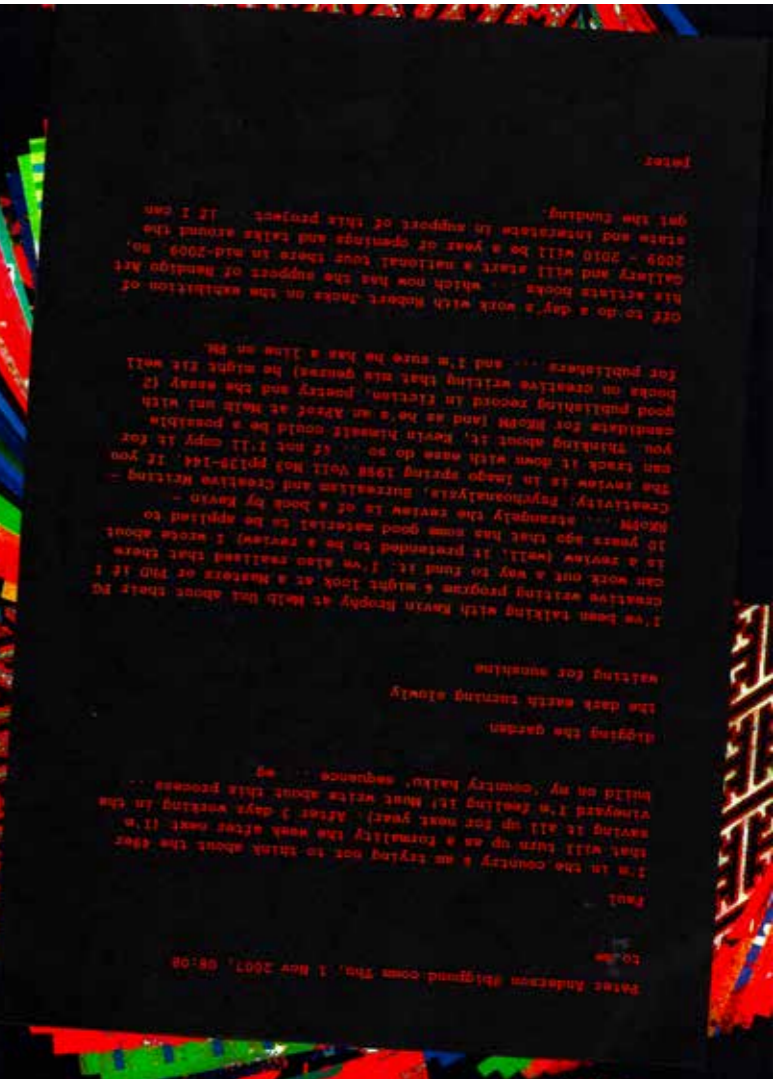 Peter Anderson @bigpond comm Thu, 1 Nov 2007, 08:08
to me
Paul
I'm in the country & am trying not to think about the 49er
that will turn up as a formality the week after next (i'm
saving it all up for next year). After 3 days working in the
vineyard I'm feeling it! Must write about this process ...
build on my 'country haiku', sequence ... eg
digging the garden
the dark earth turning slowly
waiting for sunshine
I've been talking with Kevin Brophy at Melb Uni about their PG
creative writing program & might look at a Masters or PhD if I
can work out a way to fund it. I've also realised that there
is a review (well, it pretended to be a review) I wrote about
10 years ago that has some good material to be applied to
strangely the review is of a book by Kevin -
Creativity: Psychoanalysis, Surrealism and Creative Writing -
The review is in Imago spring 1998 Vol1 No3 pp139-144. If you
can track it down with ease do so ... if not I'll copy it for
you. Thinking about it, Kevin himself could be a possible
candidate for (and as he's an AProf at Melb uni with
good publishing record in fiction, poetry and the essay (2
books on creative writing that mix genres) he might fit well
for publishers ... and I'm sure he has a line on PM.
Off to do a day's work with Robert Jacks on the exhibition of
his artists books ... which now has the support of Bendigo Art
Gallery and will start a national tour there in mid-2009. So,
2009 - 2010 will be a year of openings and talks around the
state and interstate in support of this project ... if I can
get the funding.
peter